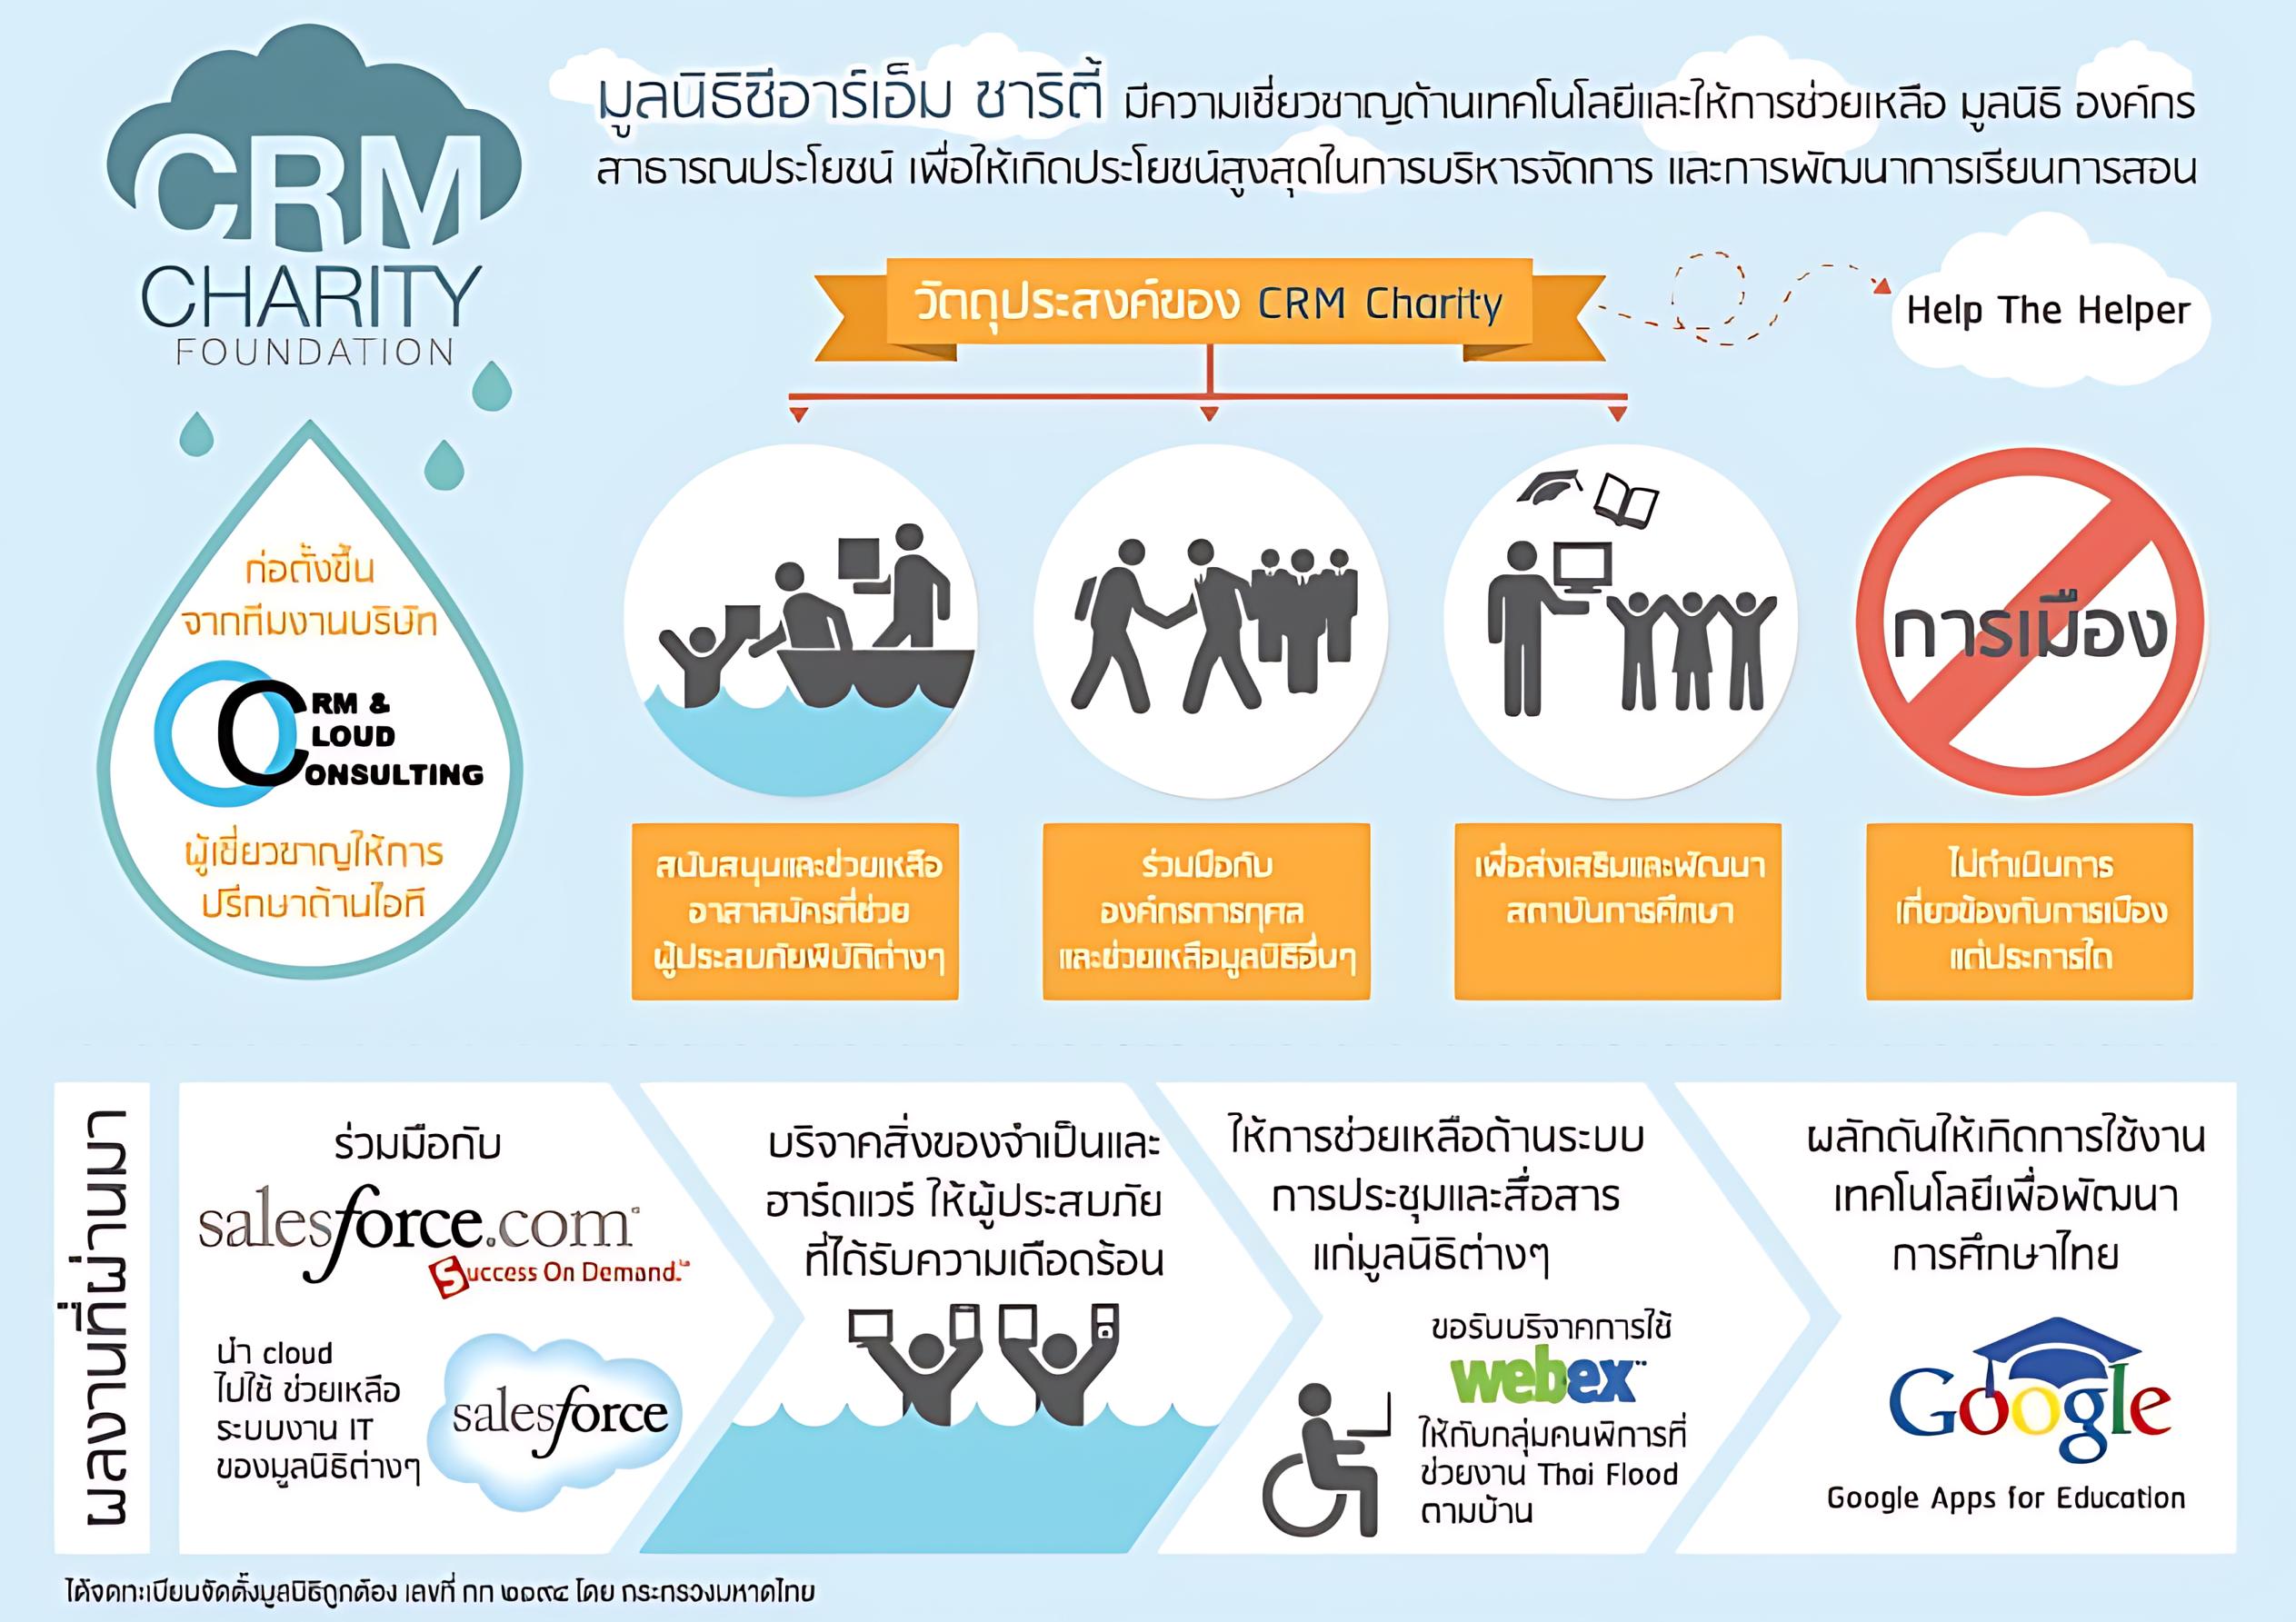 CRM
CHARITY
FOUNDATION
มูลนิธิซีอาร์เอ็ม ชาริตี้ มีความเชี่ยวชาญด้านเทคโนโลยีและให้การช่วยเหลือ มูลนิธิ องค์กร
สาธารณประโยชน์ เพื่อให้เกิดประโยชน์สูงสุดในการบริหารจัดการ และการพัฒนาการเรียนการสอน
วัตถุประสงค์ของ CRM Charity
Help The Helper
ก่อตั้งขึ้น
จากทีมงานบริษัท
CRM &
CLOUD
CONSULTING
ผู้เชี่ยวชาญให้การ
ปรึกษาด้านไอที
การเมือง
สนับสนุนและช่วยเหลือ
อาสาสมัครที่ช่วย
ผู้ประสบภัยพิบัติต่างๆ
ร่วมมือกับ
องค์กรการกุศล
และช่วยเหลือมูลนิธิอื่นๆ
เพื่อส่งเสริมและพัฒนา
สถาบันการศึกษา
ไม่ดำเนินการ
เกี่ยวข้องกับการเมือง
แต่ประการใด
ผลงานที่ผ่านมา
ร่วมมือกับ
salesforce.com
Success On Demand.™
นำ cloud
ไปใช้ ช่วยเหลือ
ระบบงาน IT
ของมูลนิธิต่างๆ
salesforce
บริจาคสิ่งของจำเป็นและ
ฮาร์ดแวร์ ให้ผู้ประสบภัย
ที่ได้รับความเดือดร้อน
ให้การช่วยเหลือด้านระบบ
การประชุมและสื่อสาร
แก่มูลนิธิต่างๆ
ขอรับบริจาคการใช้
webex™
ให้กับกลุ่มคนพิการที่
ช่วยงาน Thai Flood
ตามบ้าน
ผลักดันให้เกิดการใช้งาน
เทคโนโลยีเพื่อพัฒนา
การศึกษาไทย
Google
Google Apps for Education
ได้จดทะเบียนจัดตั้งมูลนิธิถูกต้อง เลขที่ กท โดย กระทรวงมหาดไทย